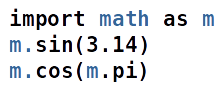 import math as m
m.sin(3.14)
m.cos(m.pi)